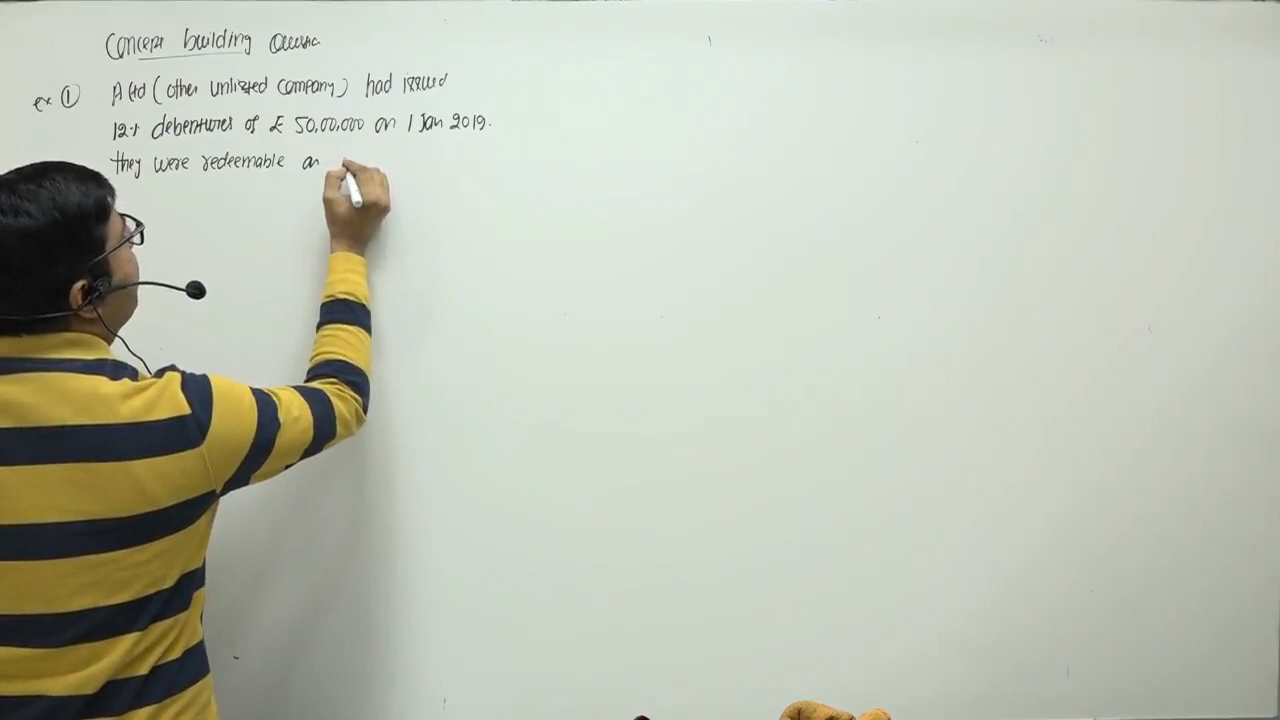 Concept building Question
ex ① A Ltd (other unlisted company) had issued
12% debentures of ₹ 50,00,000 on 1 Jan 2019.
they were redeemable on